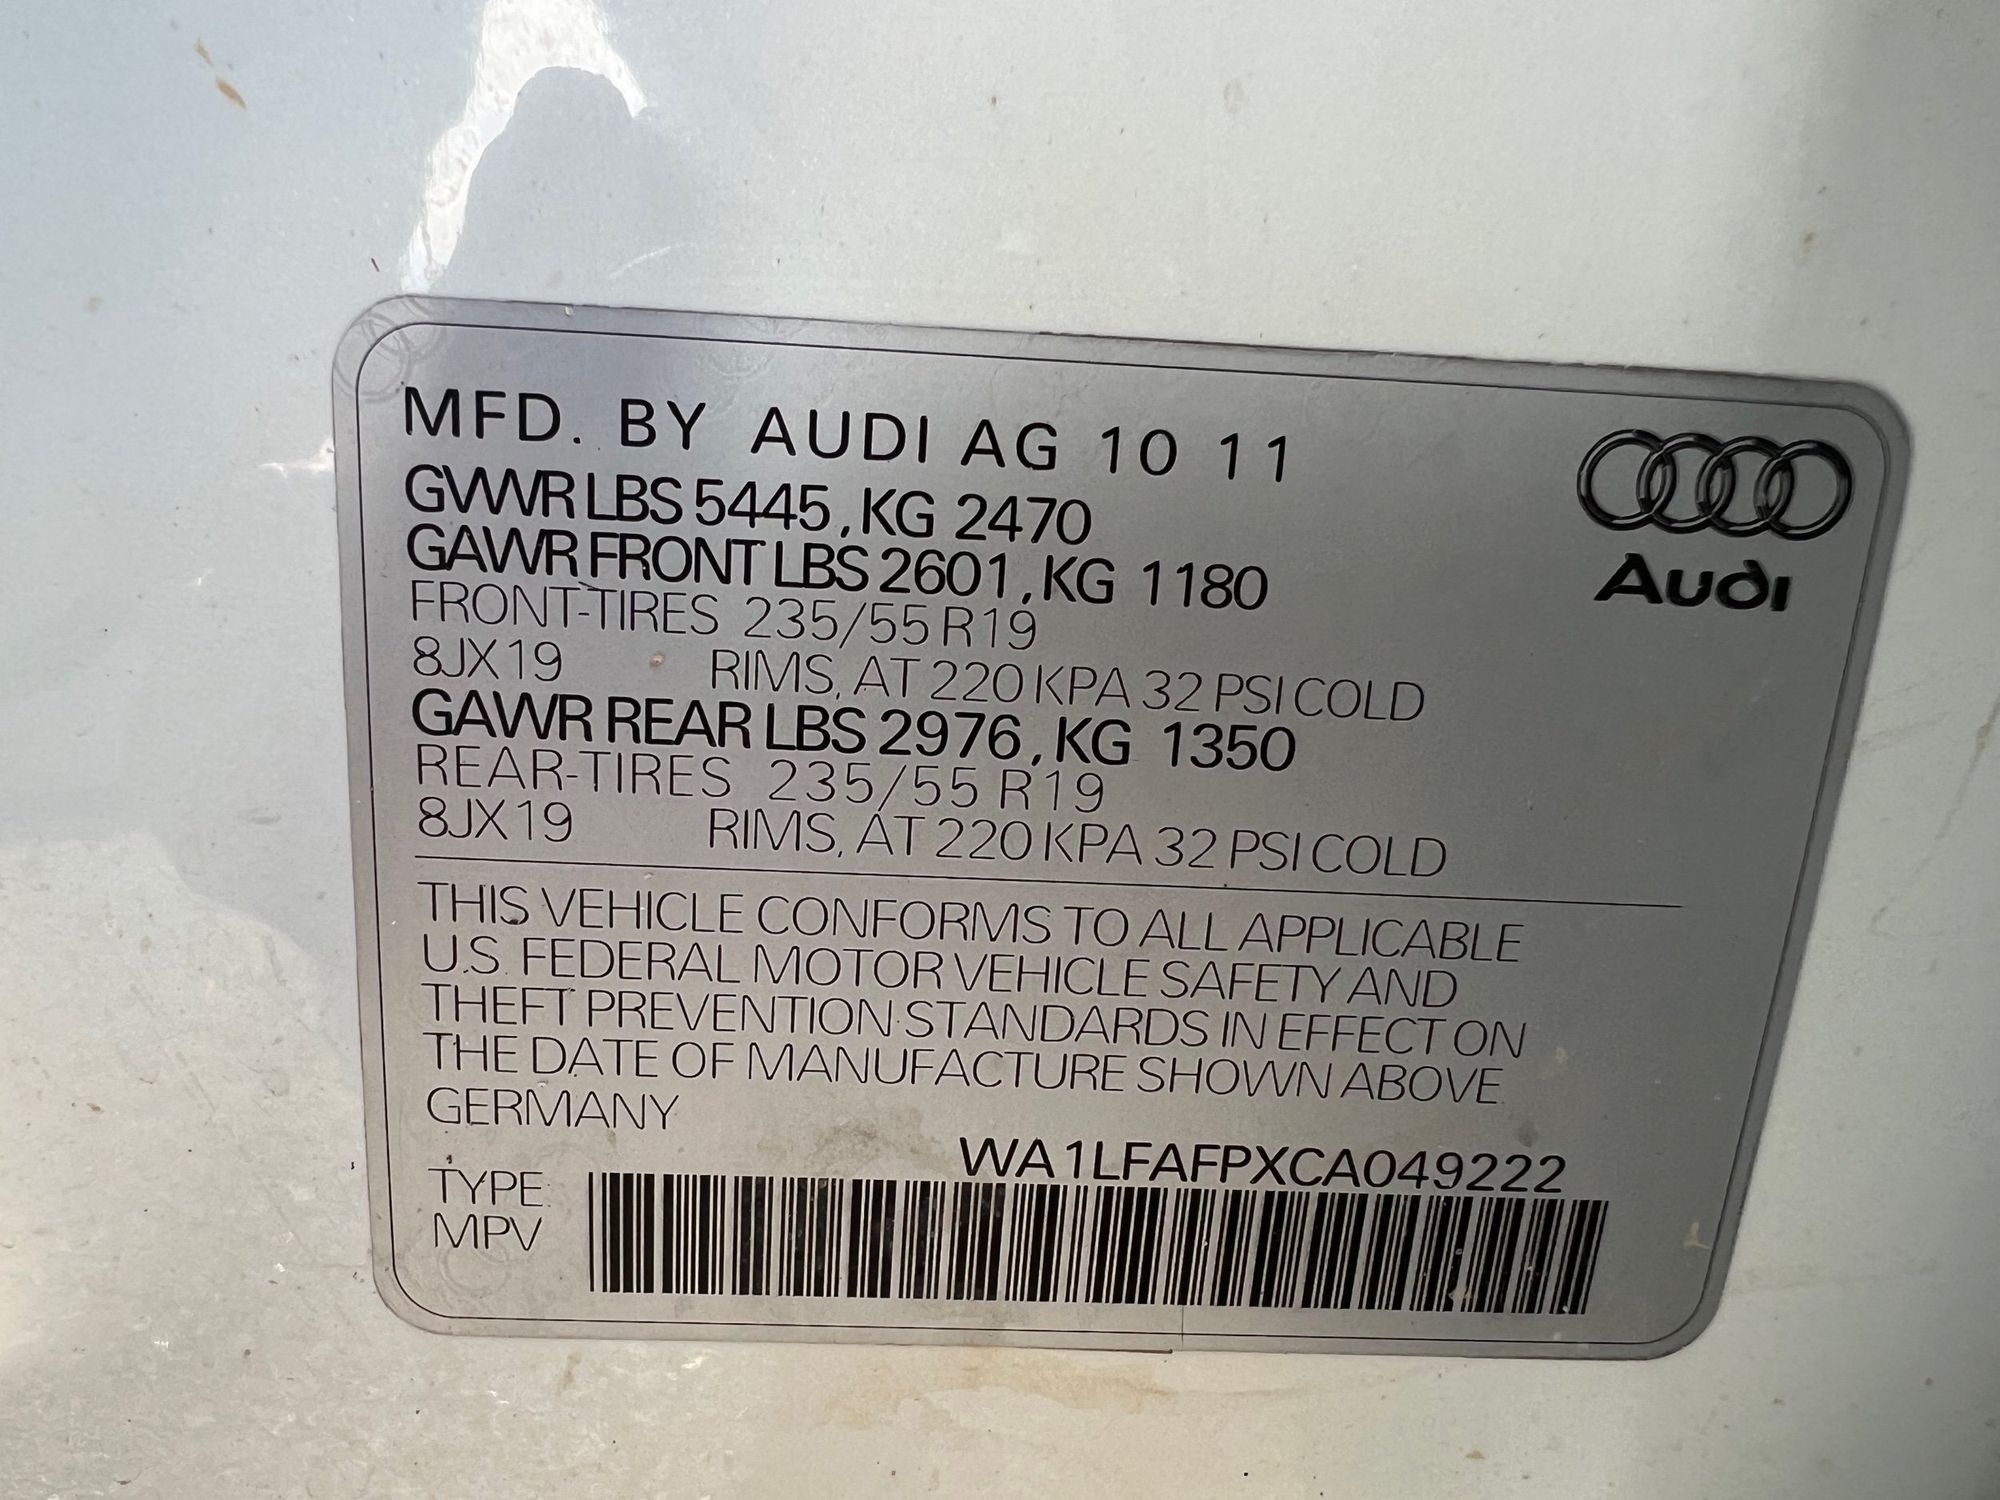 MFD. BY AUDI AG 10 11
GVWR LBS 5445, KG 2470
GAWR FRONT LBS 2601, KG 1180
FRONT-TIRES 235/55 R19
8JX19 RIMS, AT 220 KPA 32 PSI COLD
GAWR REAR LBS 2976, KG 1350
REAR-TIRES 235/55 R19
8JX19 RIMS, AT 220 KPA 32 PSI COLD
Audi
THIS VEHICLE CONFORMS TO ALL APPLICABLE
U.S. FEDERAL MOTOR VEHICLE SAFETY AND
THEFT PREVENTION STANDARDS IN EFFECT ON
THE DATE OF MANUFACTURE SHOWN ABOVE.
GERMANY
WA1LFAFPXCA049222
TYPE:
MPV